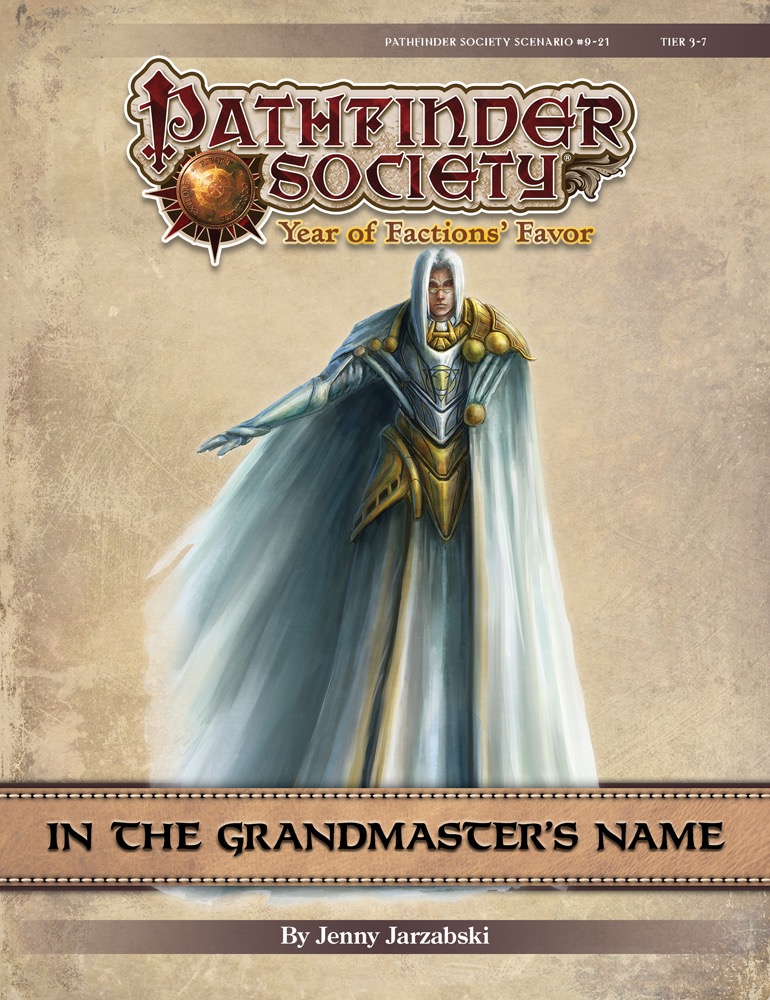 PATHFINDER SOCIETY SCENARIO #9-21 TIER 3-7
PATHFINDER
SOCIETY®
Year of Factions' Favor
IN THE GRANDMASTER'S NAME
By Jenny Jarzabski